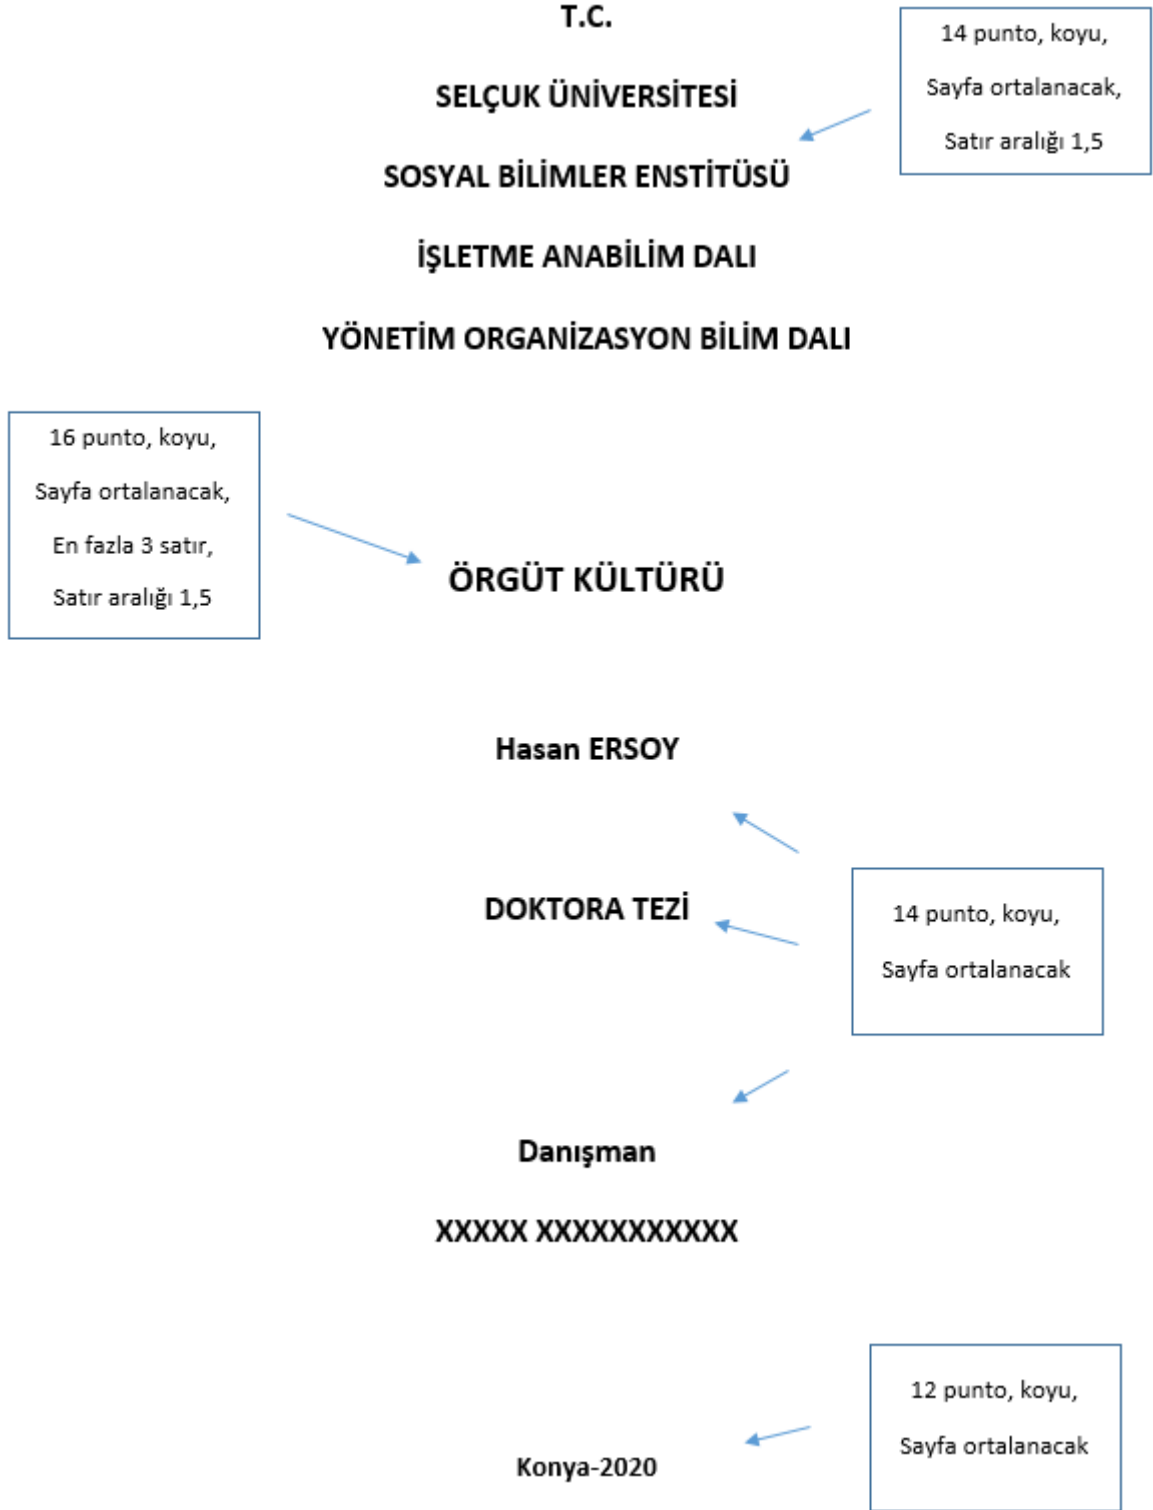 T.C.
14 punto, koyu,
Sayfa ortalanacak,
Satır aralığı 1,5
SELÇUK ÜNİVERSİTESİ
SOSYAL BİLİMLER ENSTİTÜSÜ
İŞLETME ANABİLİM DALI
YÖNETİM ORGANİZASYON BİLİM DALI
16 punto, koyu,
Sayfa ortalanacak,
En fazla 3 satır,
Satır aralığı 1,5
ÖRGÜT KÜLTÜRÜ
Hasan ERSOY
DOKTORA TEZİ
14 punto, koyu,
Sayfa ortalanacak
Danışman
XXXXX XXXXXXXXXXX
12 punto, koyu,
Sayfa ortalanacak
Konya-2020